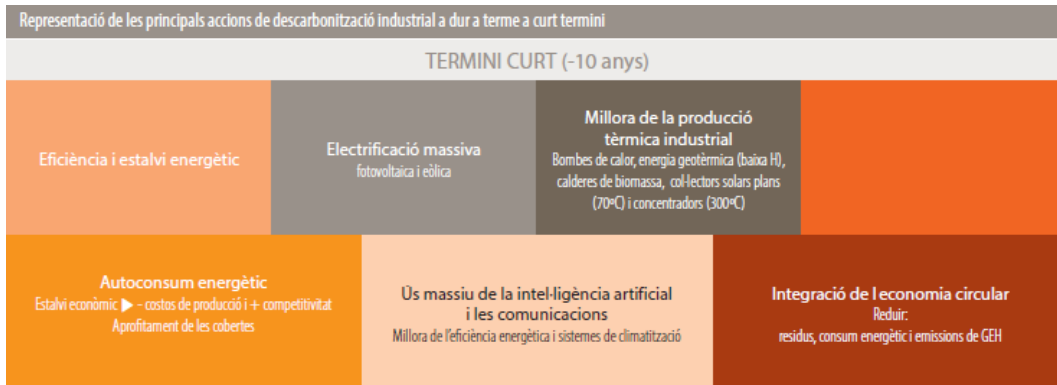 Representació de les principals accions de descarbonització industrial a dur a terme a curt termini
TERMINI CURT (-10 anys)
Eficiència i estalvi energètic
Electrificació massiva
fotovoltaica i eòlica
Millora de la producció
tèrmica industrial
Bombes de calor, energia geotèrmica (baixa H),
calderes de biomassa, col·lectors solars plans
(70ºC) i concentradors (300ºC)
Autoconsum energètic
Estalvi econòmic ▶ - costos de producció i + competitivitat
Aprofitament de les cobertes
Ús massiu de la intel·ligència artificial
i les comunicacions
Millora de l'eficiència energètica i sistemes de climatització
Integració de l economia circular
Reduir:
residus, consum energètic i emissions de GEH